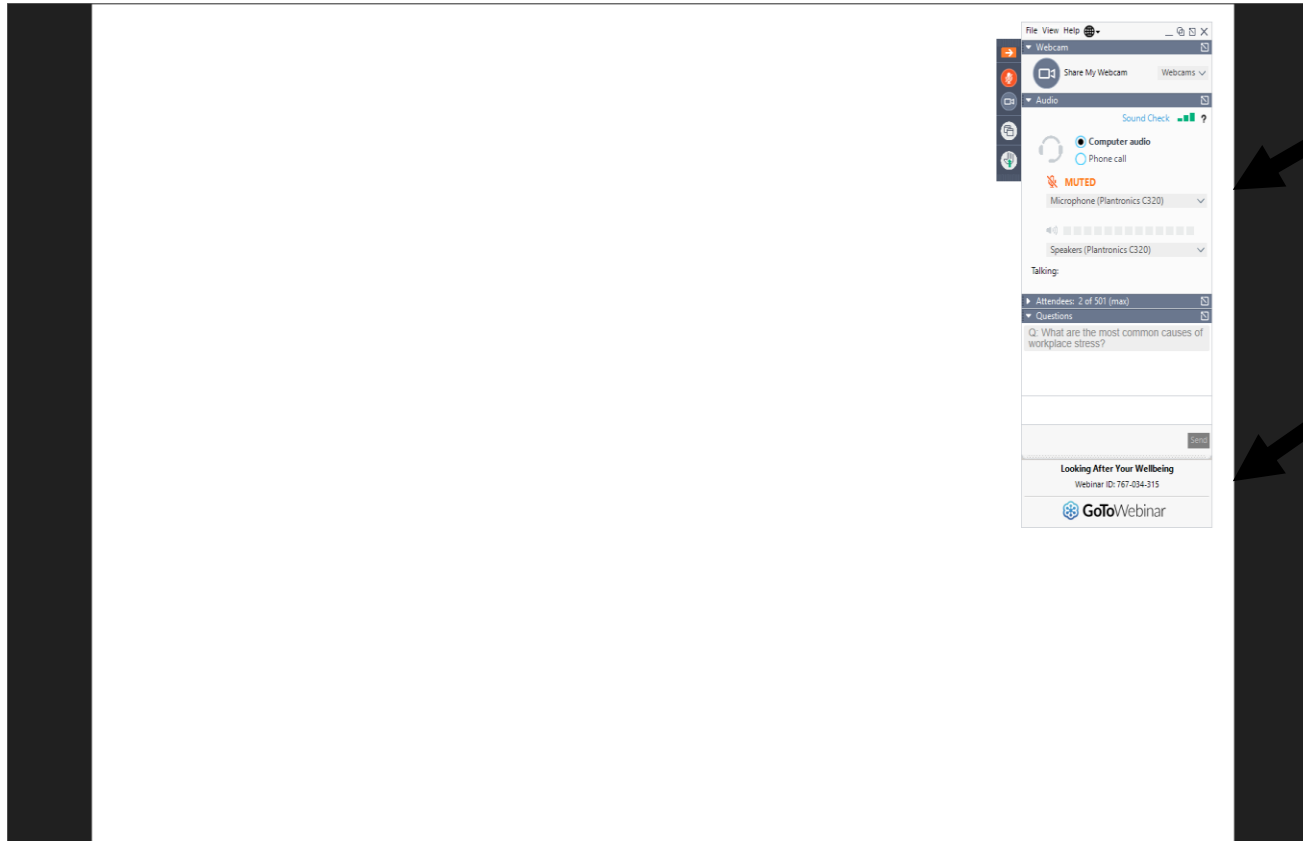 File View Help
Webcam
Share My Webcam Webcams
Audio
Sound Check ?
Computer audio
Phone call
MUTED
Microphone (Plantronics C320)
Speakers (Plantronics C320)
Talking:
Attendees: 2 of 501 (max)
Questions
Q: What are the most common causes of
workplace stress?
Send
Looking After Your Wellbeing
Webinar ID: 767-034-315
GoToWebinar